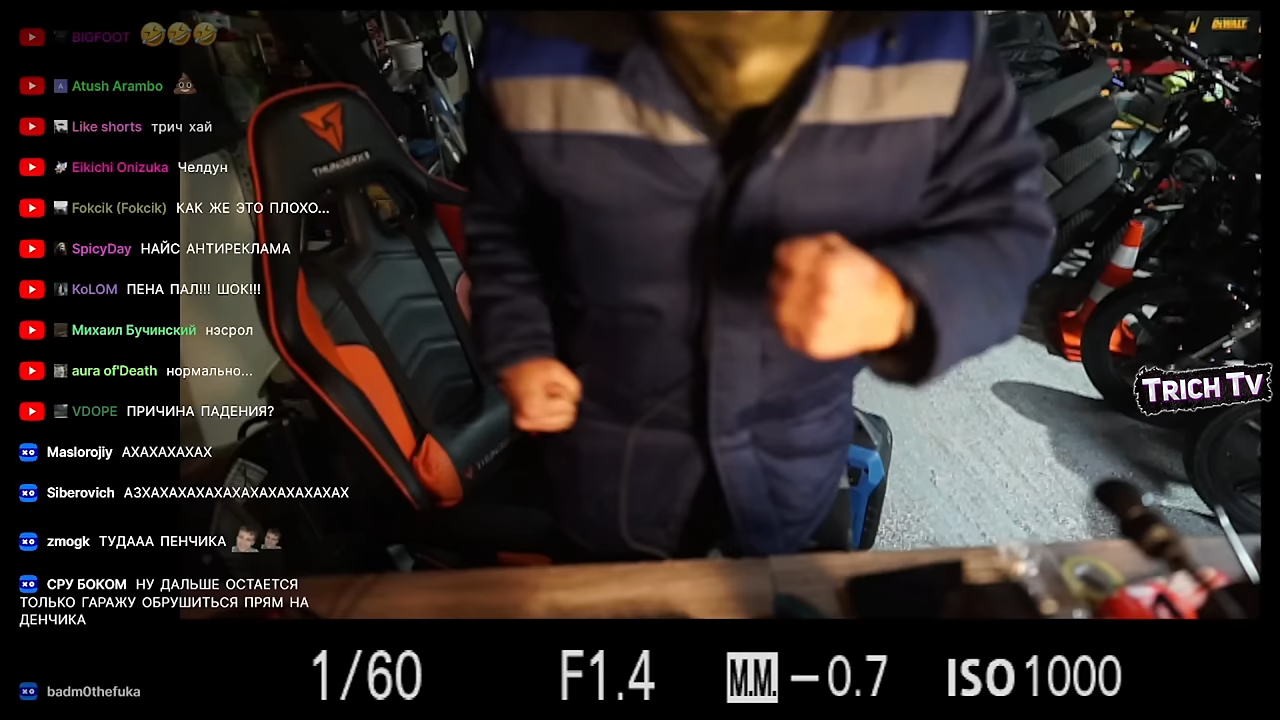 BIGFOOT 🤣🤣🤣
Atush Arambo 💩
Like shorts трич хай
Eikichi Onizuka Челдун
Fokcik (Fokcik) КАК ЖЕ ЭТО ПЛОХО...
SpicyDay НАЙС АНТИРЕКЛАМА
KoLOM ПЕНА ПАЛ!!! ШОК!!!
Михаил Бучинский нэсрол
aura of'Death нормально...
VDOPE ПРИЧИНА ПАДЕНИЯ?
Maslorojiy АХАХАХАХАХ
Siberovich АЗХАХАХАХАХАХАХАХАХАХАХАХ
zmogk ТУДААА ПЕНЧИКА
СРУ БОКОМ НУ ДАЛЬШЕ ОСТАЕТСЯ
ТОЛЬКО ГАРАЖУ ОБРУШИТЬСЯ ПРЯМ НА
ДЕНЧИКА
badm0thefuka
THUNDERX3
DEWALT
TRICH TV
1/60 F1.4 M.M. −0.7 ISO 1000